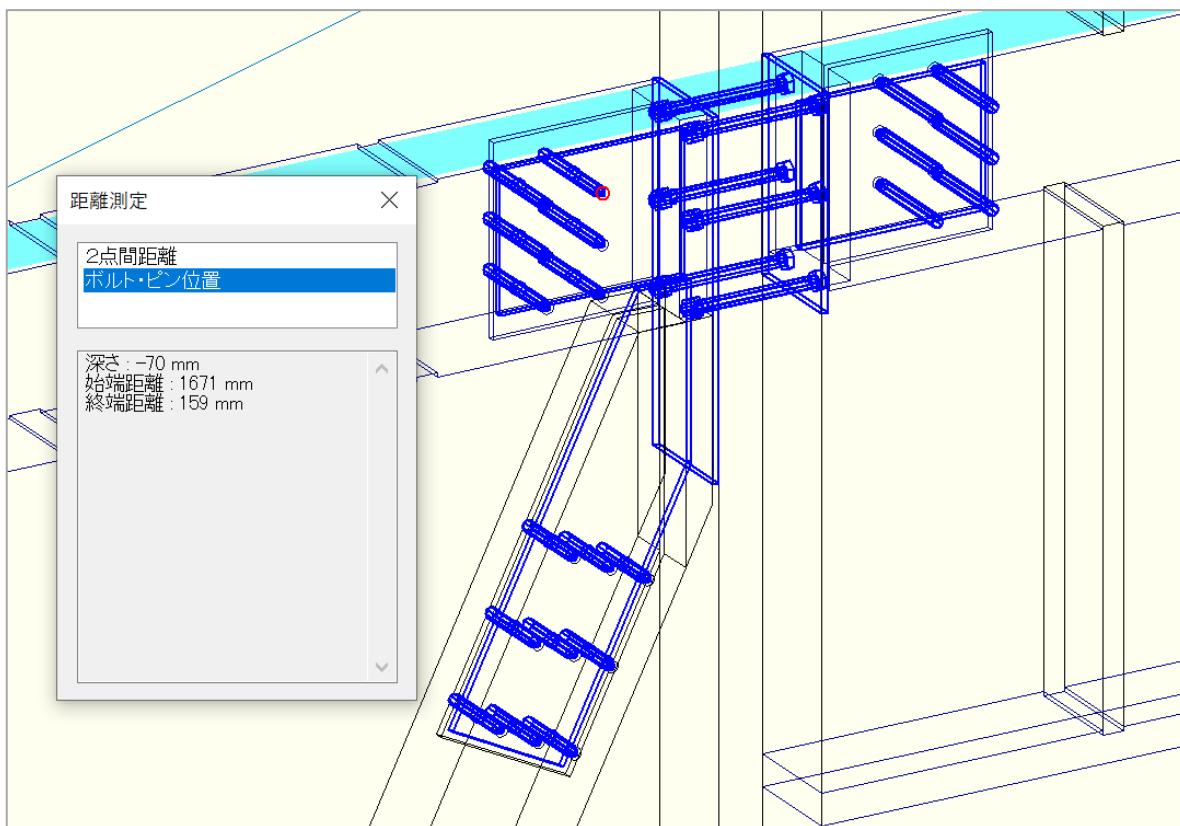 距離測定
2点間距離
ボルト・ピン位置
深さ : -70 mm
始端距離 : 1671 mm
終端距離 : 159 mm